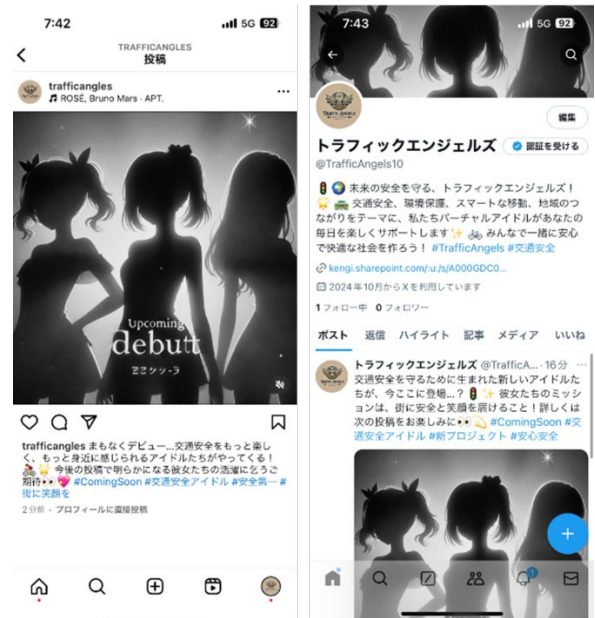 7:42
5G 92
TRAFFICANGLES
投稿
trafficangles
ROSÉ, Bruno Mars · APT.
Upcoming
debutt
trafficangles まもなくデビュー...交通安全をもっと楽し
く、もっと身近に感じられるアイドルたちがやってくる!
今後の投稿で明らかになる彼女たちの活躍に乞うご
期待👀 💖 #ComingSoon #交通安全アイドル #安全第一 #
街に笑顔を
2分前・プロフィールに直接投稿
7:43
5G 92
TRAFFIC ANGELS
編集
トラフィックエンジェルズ
認証を受ける
@TrafficAngels10
🚦 🌍 未来の安全を守る、トラフィックエンジェルズ!
🌟 🚔 交通安全、環境保護、スマートな移動、地域のつ
ながりをテーマに、私たちバーチャルアイドルがあなたの
毎日を楽しくサポートします✨ 🚲 みんなで一緒に安心
で快適な社会を作ろう! #TrafficAngels #交通安全
kengi.sharepoint.com/:u:/s/A000GDC0...
2024年10月からXを利用しています
1 フォロー中 0 フォロワー
ポスト 返信 ハイライト 記事 メディア いいね
トラフィックエンジェルズ @TrafficA... · 16分
交通安全を守るために生まれた新しいアイドルた
ちが、今ここに登場...?🚦✨ 彼女たちのミッシ
ョンは、街に安全と笑顔を届けること!詳しくは
次の投稿をお楽しみに👀💫 #ComingSoon #交
通安全アイドル #新プロジェクト #安心安全
1